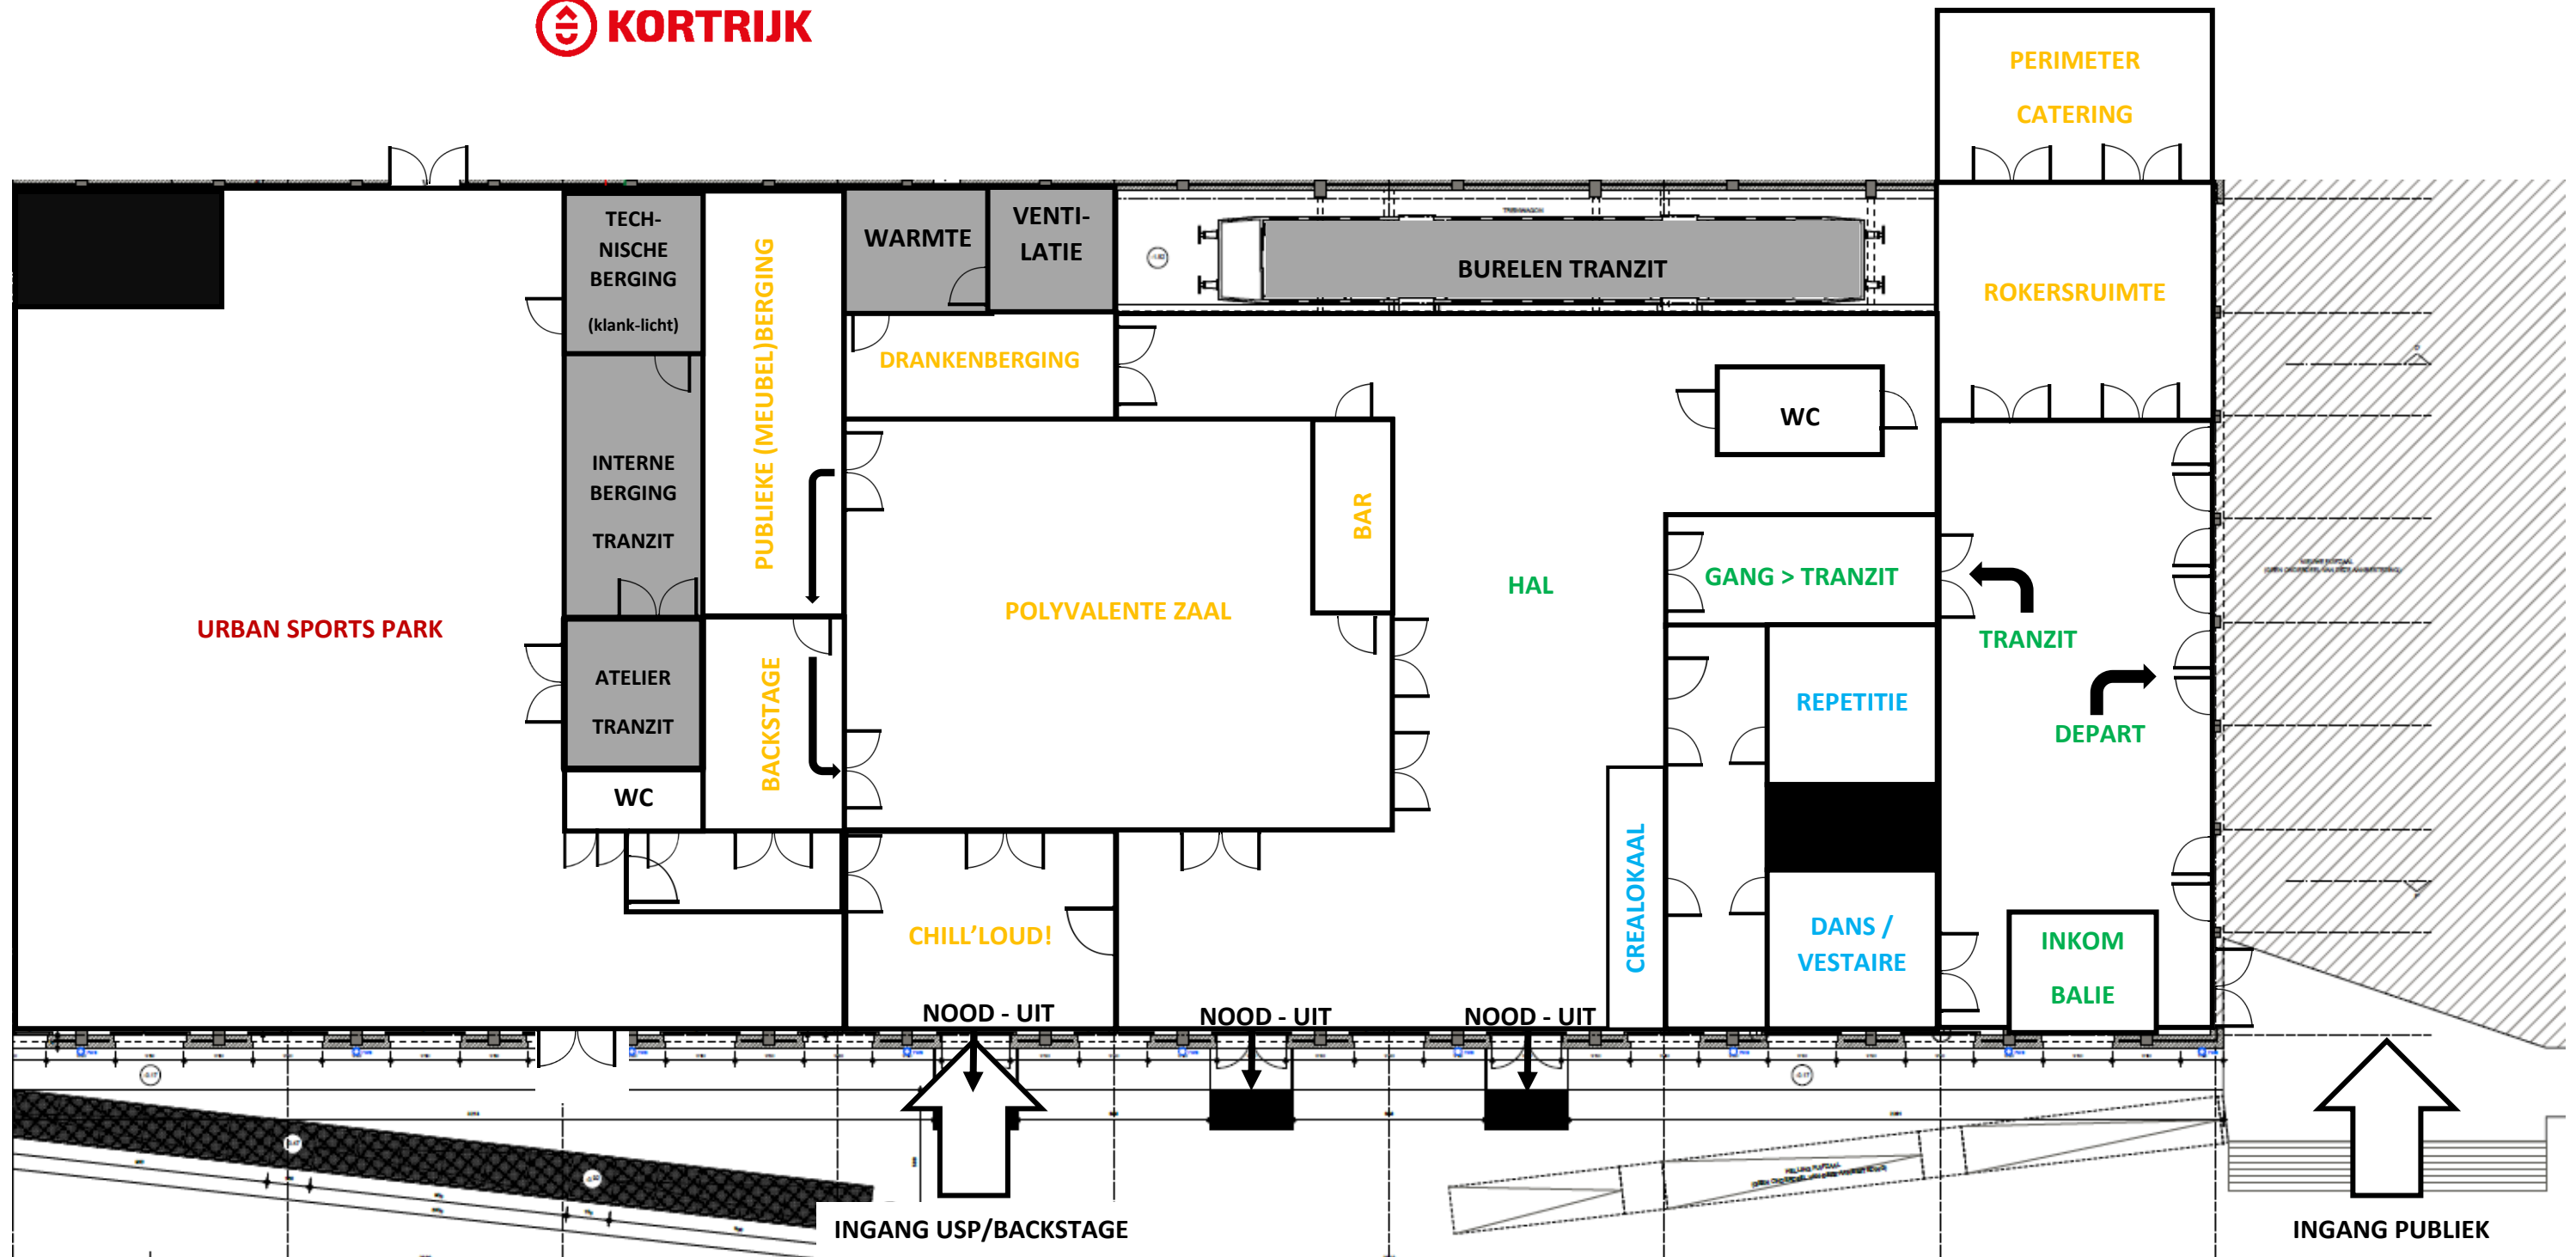 KORTRIJK
PERIMETER
CATERING
TECH-
NISCHE
BERGING
(klank-licht)
PUBLIEKE (MEUBEL)BERGING
WARMTE
VENTI-
LATIE
BURELEN TRANZIT
ROKERSRUIMTE
DRANKENBERGING
WC
INTERNE
BERGING
TRANZIT
BAR
HAL
GANG > TRANZIT
POLYVALENTE ZAAL
URBAN SPORTS PARK
TRANZIT
ATELIER
TRANZIT
BACKSTAGE
REPETITIE
DEPART
WC
CREALOKAAL
CHILL'LOUD!
DANS /
VESTAIRE
INKOM
BALIE
NOOD - UIT
NOOD - UIT
NOOD - UIT
INGANG USP/BACKSTAGE
INGANG PUBLIEK